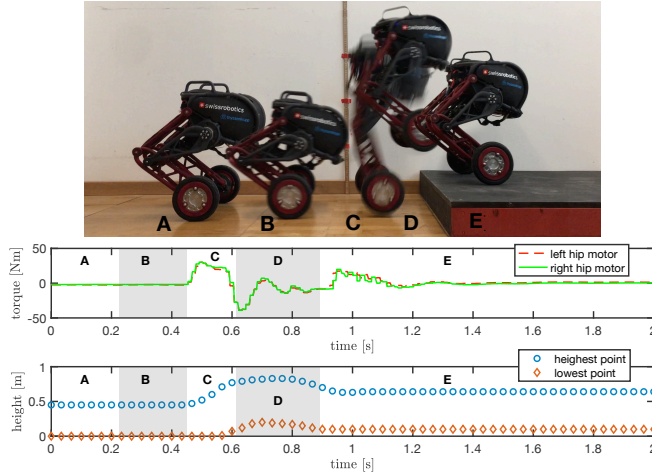 swissrobotics
swissrobotics
swissrobotics
swissrobotics
A B C D E
50
0
-50
torque [Nm]
A B C D E
left hip motor
right hip motor
0 0.2 0.4 0.6 0.8 1 1.2 1.4 1.6 1.8 2
time [s]
1
0.5
0
height [m]
A B C D E
heighest point
lowest point
0 0.2 0.4 0.6 0.8 1 1.2 1.4 1.6 1.8 2
time [s]